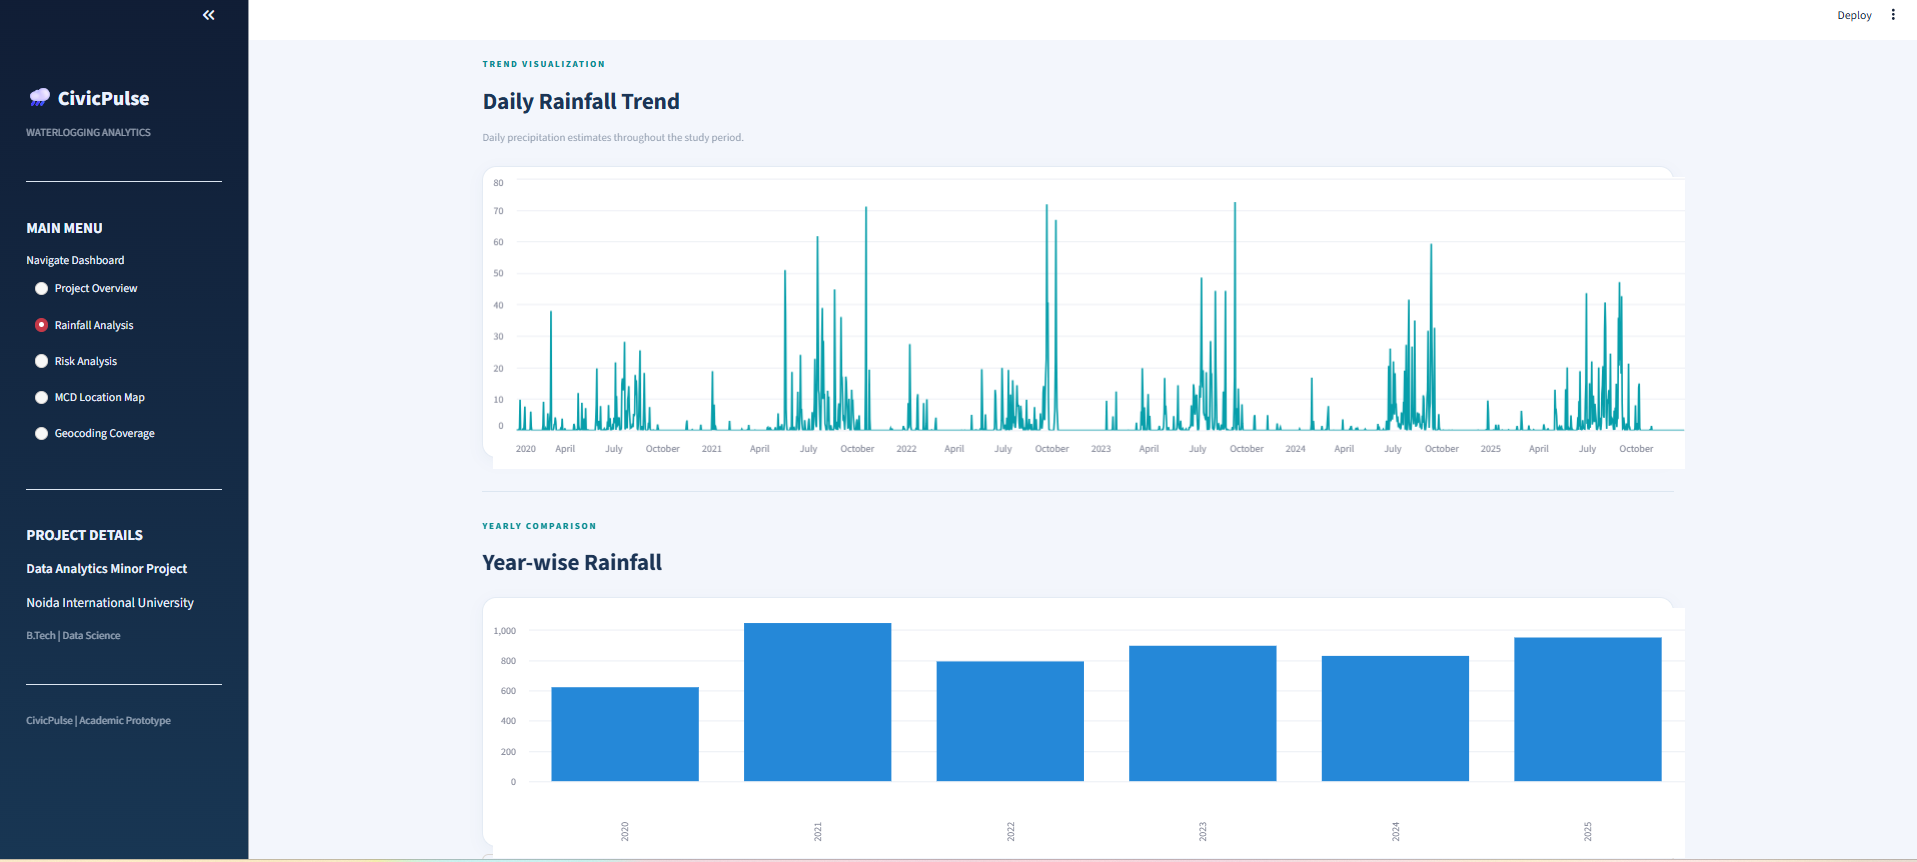 Deploy
CivicPulse
WATERLOGGING ANALYTICS
MAIN MENU
Navigate Dashboard
Project Overview
Rainfall Analysis
Risk Analysis
MCD Location Map
Geocoding Coverage
PROJECT DETAILS
Data Analytics Minor Project
Noida International University
B.Tech | Data Science
CivicPulse | Academic Prototype
TREND VISUALIZATION
Daily Rainfall Trend
Daily precipitation estimates throughout the study period.
80
70
60
50
40
30
20
10
0
2020 April July October 2021 April July October 2022 April July October 2023 April July October 2024 April July October 2025 April July October
YEARLY COMPARISON
Year-wise Rainfall
1,000
800
600
400
200
0
2020 2021 2022 2023 2024 2025